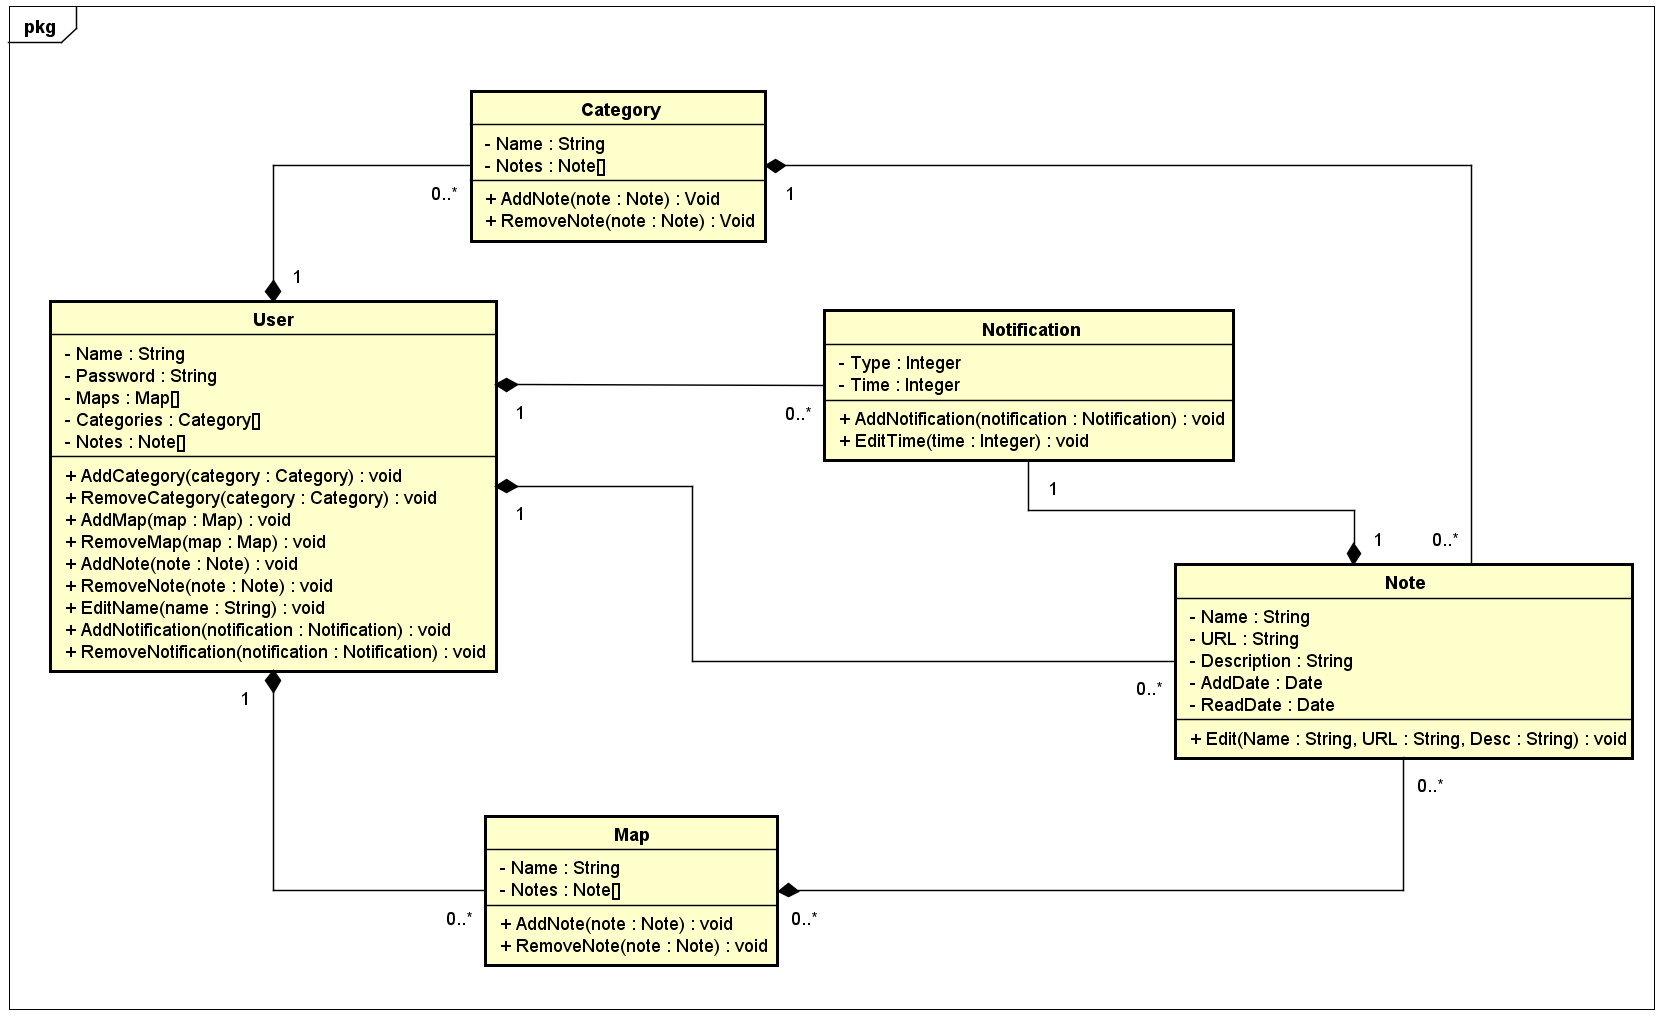 pkg
Category
- Name : String
- Notes : Note[]
+ AddNote(note : Note) : Void
+ RemoveNote(note : Note) : Void
0..*
1
1
User
- Name : String
- Password : String
- Maps : Map[]
- Categories : Category[]
- Notes : Note[]
+ AddCategory(category : Category) : void
+ RemoveCategory(category : Category) : void
+ AddMap(map : Map) : void
+ RemoveMap(map : Map) : void
+ AddNote(note : Note) : void
+ RemoveNote(note : Note) : void
+ EditName(name : String) : void
+ AddNotification(notification : Notification) : void
+ RemoveNotification(notification : Notification) : void
1
0..*
Notification
- Type : Integer
- Time : Integer
+ AddNotification(notification : Notification) : void
+ EditTime(time : Integer) : void
1
1
1
0..*
Note
- Name : String
- URL : String
- Description : String
- AddDate : Date
- ReadDate : Date
+ Edit(Name : String, URL : String, Desc : String) : void
0..*
1
0..*
Map
- Name : String
- Notes : Note[]
+ AddNote(note : Note) : void
+ RemoveNote(note : Note) : void
0..*
0..*